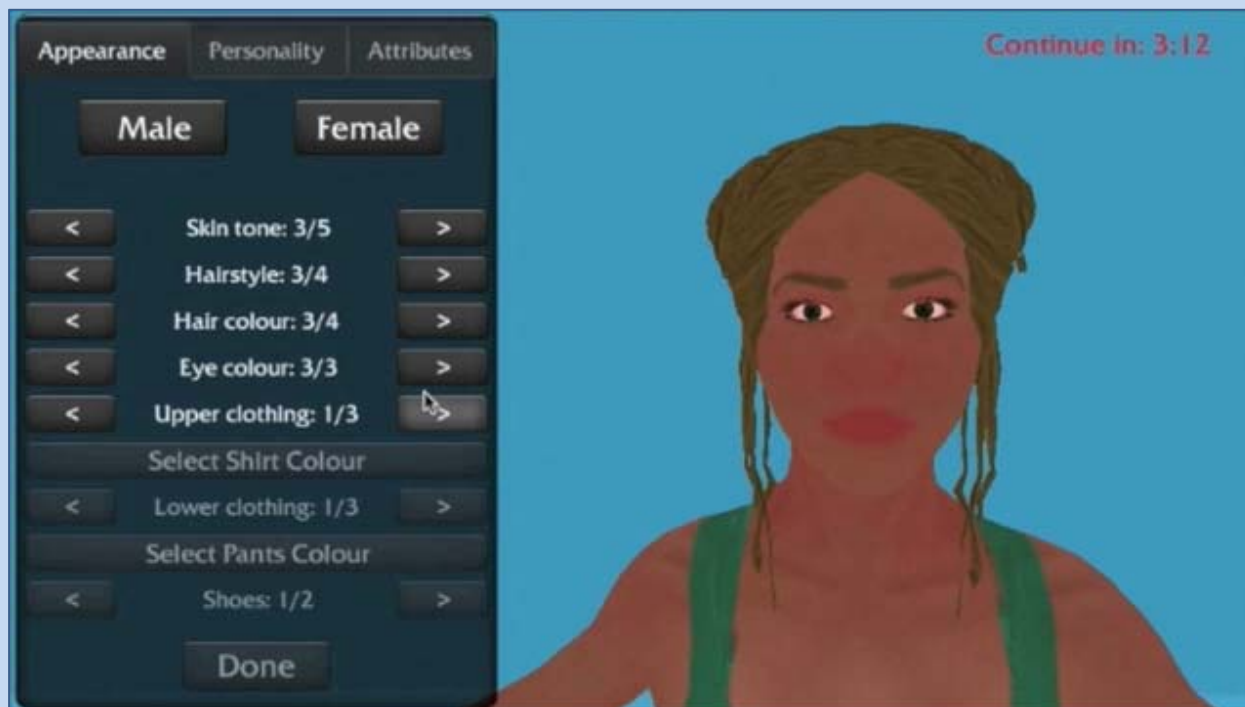 Appearance Personality Attributes
Continue in: 3:12
Male Female
< Skin tone: 3/5 >
< Hairstyle: 3/4 >
< Hair colour: 3/4 >
< Eye colour: 3/3 >
< Upper clothing: 1/3 >
Select Shirt Colour
< Lower clothing: 1/3 >
Select Pants Colour
< Shoes: 1/2 >
Done